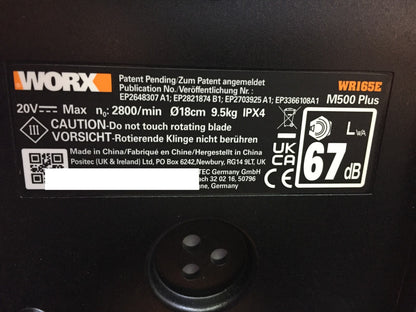 WORX
Patent Pending/Zum Patent angemeldet
Publication No./Veröffentlichung Nr.:
EP2648307 A1; EP2821874 B1; EP2703925 A1; EP3366108A1
WR165E
M500 Plus
20V Max n₀: 2800/min Ø18cm 9.5kg IPX4
III
CAUTION-Do not touch rotating blade
VORSICHT-Rotierende Klinge nicht berühren
Made in China/Fabriqué en Chine/Hergestellt in China
Positec (UK & Ireland) Ltd, PO Box 6242, Newbury, RG14 9LT, UK
TEC Germany GmbH
32 02 16, 50796
Germany
UK
CA
LWA
67
dB